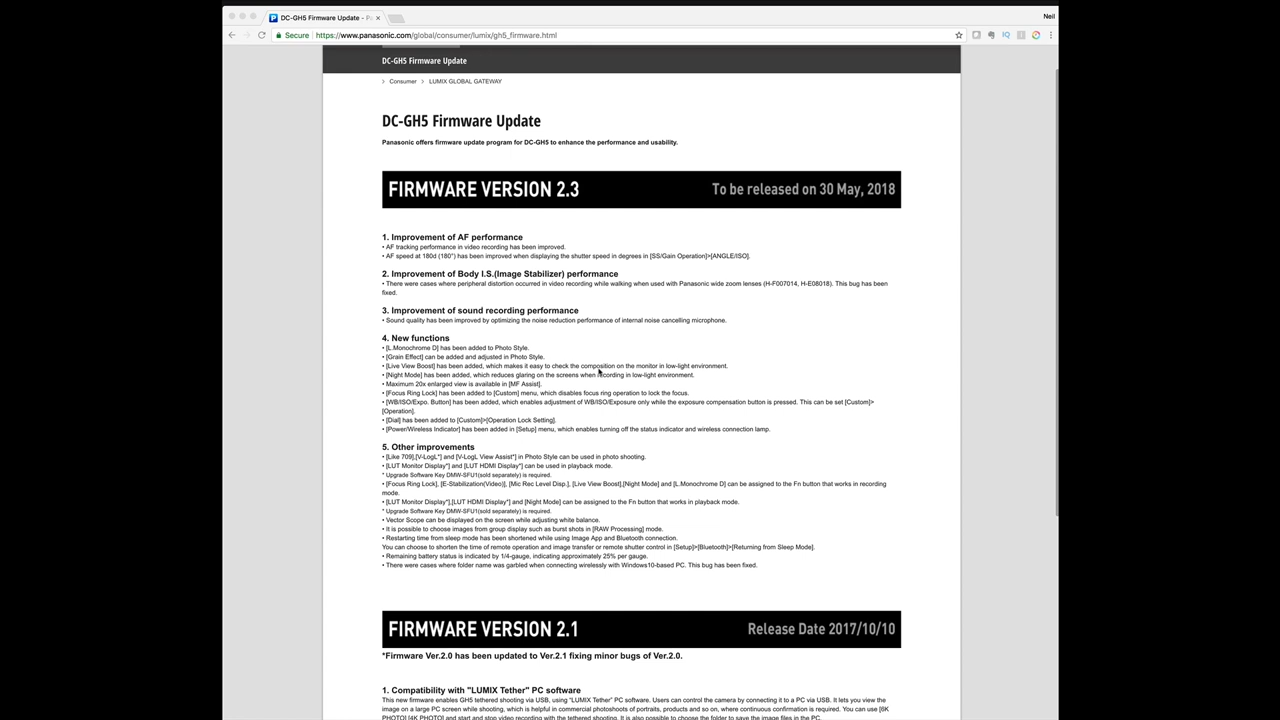 DC-GH5 Firmware Update - P
Neil
Secure https://www.panasonic.com/global/consumer/lumix/gh5_firmware.html
DC-GH5 Firmware Update
> Consumer > LUMIX GLOBAL GATEWAY
DC-GH5 Firmware Update
Panasonic offers firmware update program for DC-GH5 to enhance the performance and usability.
FIRMWARE VERSION 2.3 To be released on 30 May, 2018
1. Improvement of AF performance
• AF tracking performance in video recording has been improved.
• AF speed at 180d (180°) has been improved when displaying the shutter speed in degrees in [SS/Gain Operation]>[ANGLE/ISO].
2. Improvement of Body I.S.(Image Stabilizer) performance
• There were cases where peripheral distortion occurred in video recording while walking when used with Panasonic wide zoom lenses (H-F007014, H-E08018). This bug has been
fixed.
3. Improvement of sound recording performance
• Sound quality has been improved by optimizing the noise reduction performance of internal noise cancelling microphone.
4. New functions
• [L.Monochrome D] has been added to Photo Style.
• [Grain Effect] can be added and adjusted in Photo Style.
• [Live View Boost] has been added, which makes it easy to check the composition on the monitor in low-light environment.
• [Night Mode] has been added, which reduces glaring on the screens when recording in low-light environment.
• Maximum 20x enlarged view is available in [MF Assist].
• [Focus Ring Lock] has been added to [Custom] menu, which disables focus ring operation to lock the focus.
• [WB/ISO/Expo. Button] has been added, which enables adjustment of WB/ISO/Exposure only while the exposure compensation button is pressed. This can be set [Custom]>
[Operation].
• [Dial] has been added to [Custom]>[Operation Lock Setting].
• [Power/Wireless Indicator] has been added in [Setup] menu, which enables turning off the status indicator and wireless connection lamp.
5. Other improvements
• [Like 709],[V-LogL*] and [V-LogL View Assist*] in Photo Style can be used in photo shooting.
• [LUT Monitor Display*] and [LUT HDMI Display*] can be used in playback mode.
* Upgrade Software Key DMW-SFU1(sold separately) is required.
• [Focus Ring Lock], [E-Stabilization(Video)], [Mic Rec Level Disp.], [Live View Boost],[Night Mode] and [L.Monochrome D] can be assigned to the Fn button that works in recording
mode.
• [LUT Monitor Display*],[LUT HDMI Display*] and [Night Mode] can be assigned to the Fn button that works in playback mode.
* Upgrade Software Key DMW-SFU1(sold separately) is required.
• Vector Scope can be displayed on the screen while adjusting white balance.
• It is possible to choose images from group display such as burst shots in [RAW Processing] mode.
• Restarting time from sleep mode has been shortened while using Image App and Bluetooth connection.
You can choose to shorten the time of remote operation and image transfer or remote shutter control in [Setup]>[Bluetooth]>[Returning from Sleep Mode].
• Remaining battery status is indicated by 1/4-gauge, indicating approximately 25% per gauge.
• There were cases where folder name was garbled when connecting wirelessly with Windows10-based PC. This bug has been fixed.
FIRMWARE VERSION 2.1 Release Date 2017/10/10
*Firmware Ver.2.0 has been updated to Ver.2.1 fixing minor bugs of Ver.2.0.
1. Compatibility with "LUMIX Tether" PC software
This new firmware enables GH5 tethered shooting via USB, using "LUMIX Tether" PC software. Users can control the camera by connecting it to a PC via USB. It lets you view the
image on a large PC screen while shooting, which is helpful in commercial photoshoots of portraits, products and so on, where continuous confirmation is required. You can use [6K
PHOTO] [4K PHOTO] and start and stop video recording with the tethered shooting. It is also possible to choose the folder to save the image files in the PC.